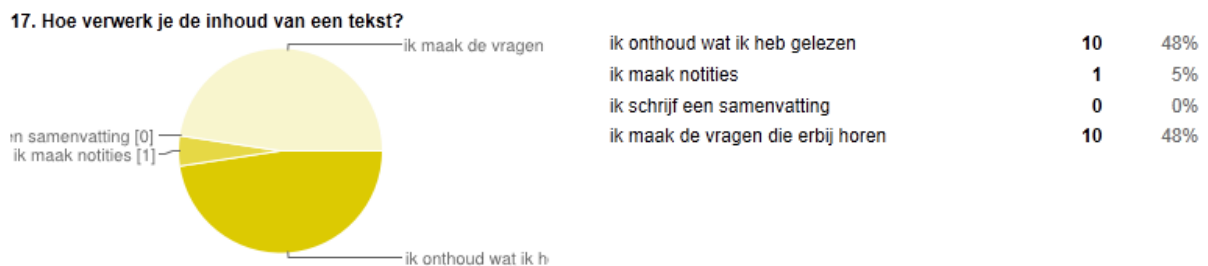 17. Hoe verwerk je de inhoud van een tekst?
ik maak de vragen
en samenvatting [0]
ik maak notities [1]
ik onthoud wat ik h
ik onthoud wat ik heb gelezen 10 48%
ik maak notities 1 5%
ik schrijf een samenvatting 0 0%
ik maak de vragen die erbij horen 10 48%